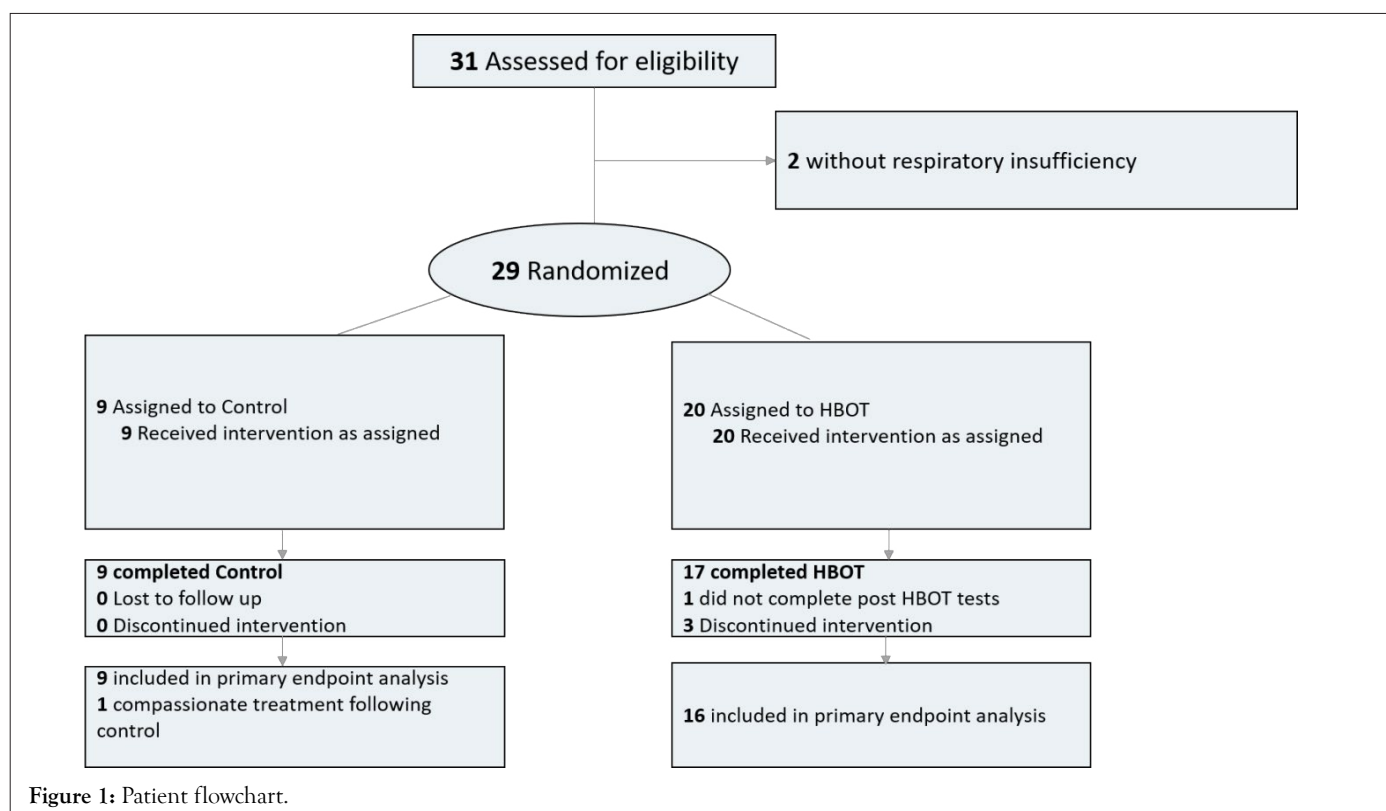 31 Assessed for eligibility
2 without respiratory insufficiency
29 Randomized
9 Assigned to Control
9 Received intervention as assigned
20 Assigned to HBOT
20 Received intervention as assigned
9 completed Control
0 Lost to follow up
0 Discontinued intervention
17 completed HBOT
1 did not complete post HBOT tests
3 Discontinued intervention
9 included in primary endpoint analysis
1 compassionate treatment following
control
16 included in primary endpoint analysis
Figure 1: Patient flowchart.